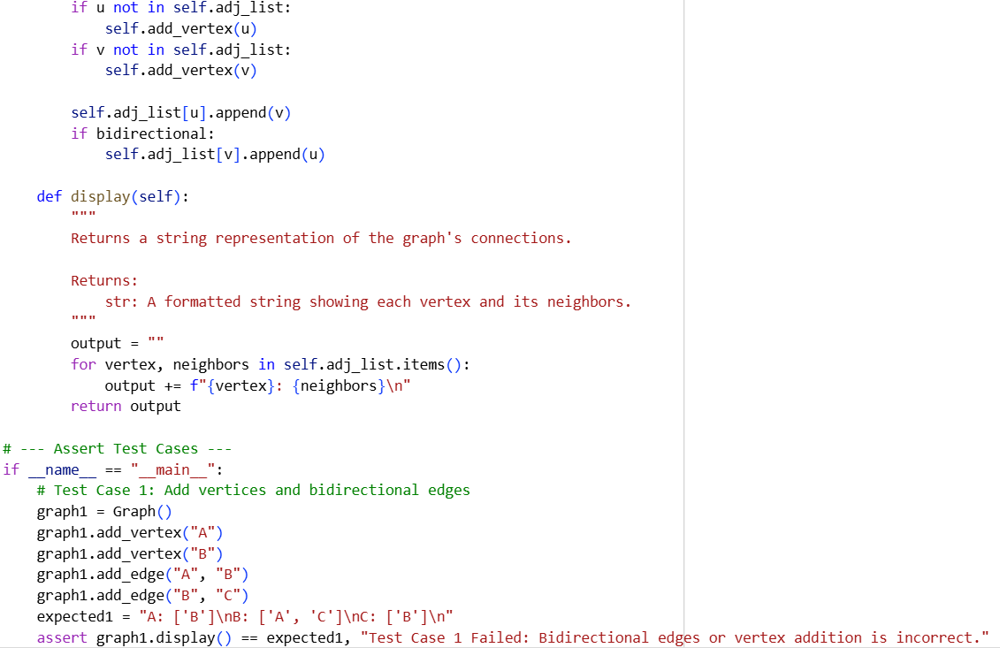 if u not in self.adj_list:
            self.add_vertex(u)
        if v not in self.adj_list:
            self.add_vertex(v)

        self.adj_list[u].append(v)
        if bidirectional:
            self.adj_list[v].append(u)

    def display(self):
        """
        Returns a string representation of the graph's connections.

        Returns:
            str: A formatted string showing each vertex and its neighbors.
        """
        output = ""
        for vertex, neighbors in self.adj_list.items():
            output += f"{vertex}: {neighbors}\n"
        return output

# --- Assert Test Cases ---
if __name__ == "__main__":
    # Test Case 1: Add vertices and bidirectional edges
    graph1 = Graph()
    graph1.add_vertex("A")
    graph1.add_vertex("B")
    graph1.add_edge("A", "B")
    graph1.add_edge("B", "C")
    expected1 = "A: ['B']\nB: ['A', 'C']\nC: ['B']\n"
    assert graph1.display() == expected1, "Test Case 1 Failed: Bidirectional edges or vertex addition is incorrect."